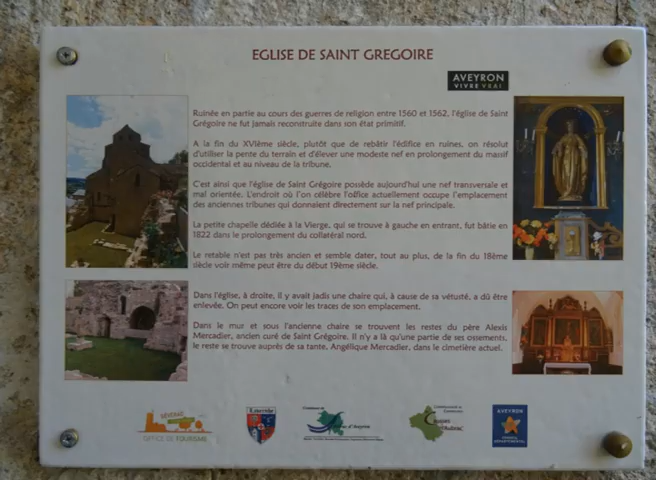 EGLISE DE SAINT GREGOIRE
AVEYRON
VIVRE VRAI
Ruinée en partie au cours des guerres de religion entre 1560 et 1562, l'église de Saint
Grégoire ne fut jamais reconstruite dans son état primitif.
A la fin du XVIème siècle, plutôt que de rebâtir l'édifice en ruines, on résolut
d'utiliser la pente du terrain et d'élever une modeste nef en prolongement du massif
occidental et au niveau de la tribune.
C'est ainsi que l'église de Saint Grégoire possède aujourd'hui une nef transversale et
mal orientée. L'endroit où l'on célèbre l'office actuellement occupe l'emplacement
des anciennes tribunes qui donnaient directement sur la nef principale.
La petite chapelle dédiée à la Vierge, qui se trouve à gauche en entrant, fut bâtie en
1822 dans le prolongement du collatéral nord.
Le retable n'est pas très ancien et semble dater, tout au plus, de la fin du 18ème
siècle voir même peut être du début 19ème siècle.
Dans l'église, à droite, il y avait jadis une chaire qui, à cause de sa vétusté, a dû être
enlevée. On peut encore voir les traces de son emplacement.
Dans le mur et sous l'ancienne chaire se trouvent les restes du père Alexis
Mercadier, ancien curé de Saint Grégoire. Il n'y a là qu'une partie de ses ossements,
le reste se trouve auprès de sa tante, Angélique Mercadier, dans le cimetière actuel.
OFFICE DE TOURISME
AVEYRON